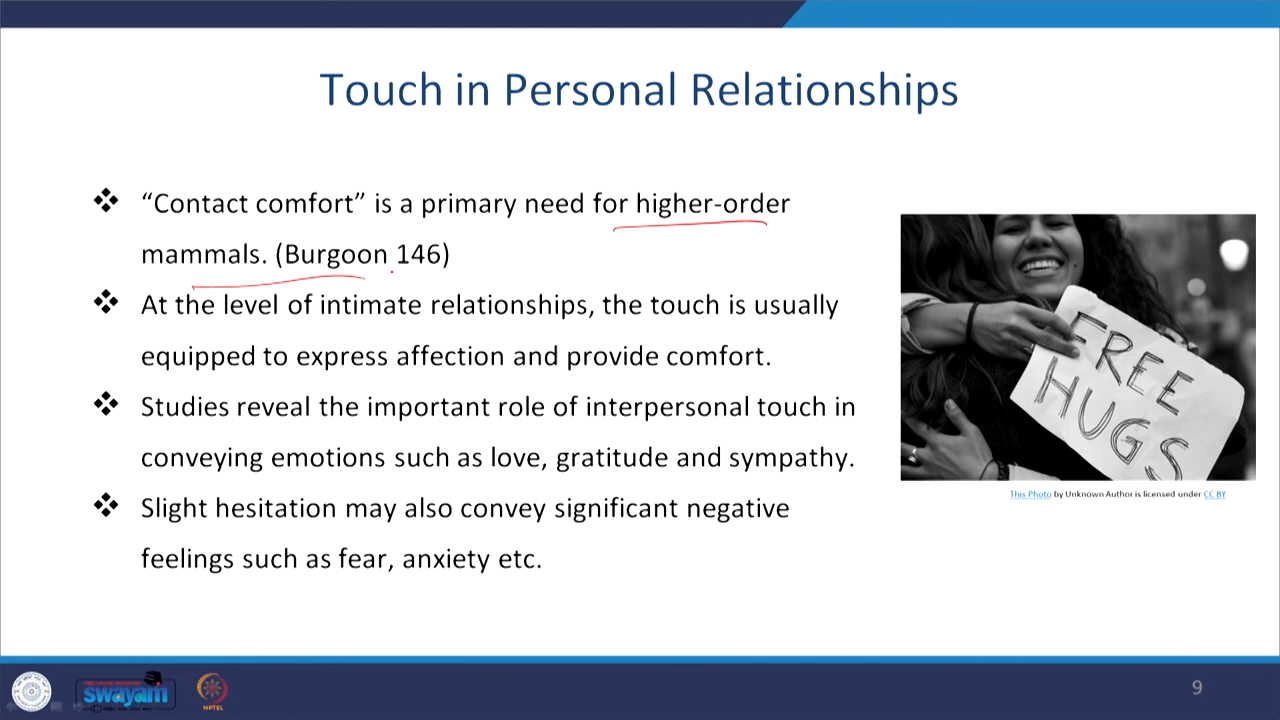 Touch in Personal Relationships
❖ “Contact comfort” is a primary need for higher-order
mammals. (Burgoon 146)
❖ At the level of intimate relationships, the touch is usually
equipped to express affection and provide comfort.
❖ Studies reveal the important role of interpersonal touch in
conveying emotions such as love, gratitude and sympathy.
❖ Slight hesitation may also convey significant negative
feelings such as fear, anxiety etc.
FREE
HUGS
This Photo by Unknown Author is licensed under CC BY
swayam
NPTEL
9